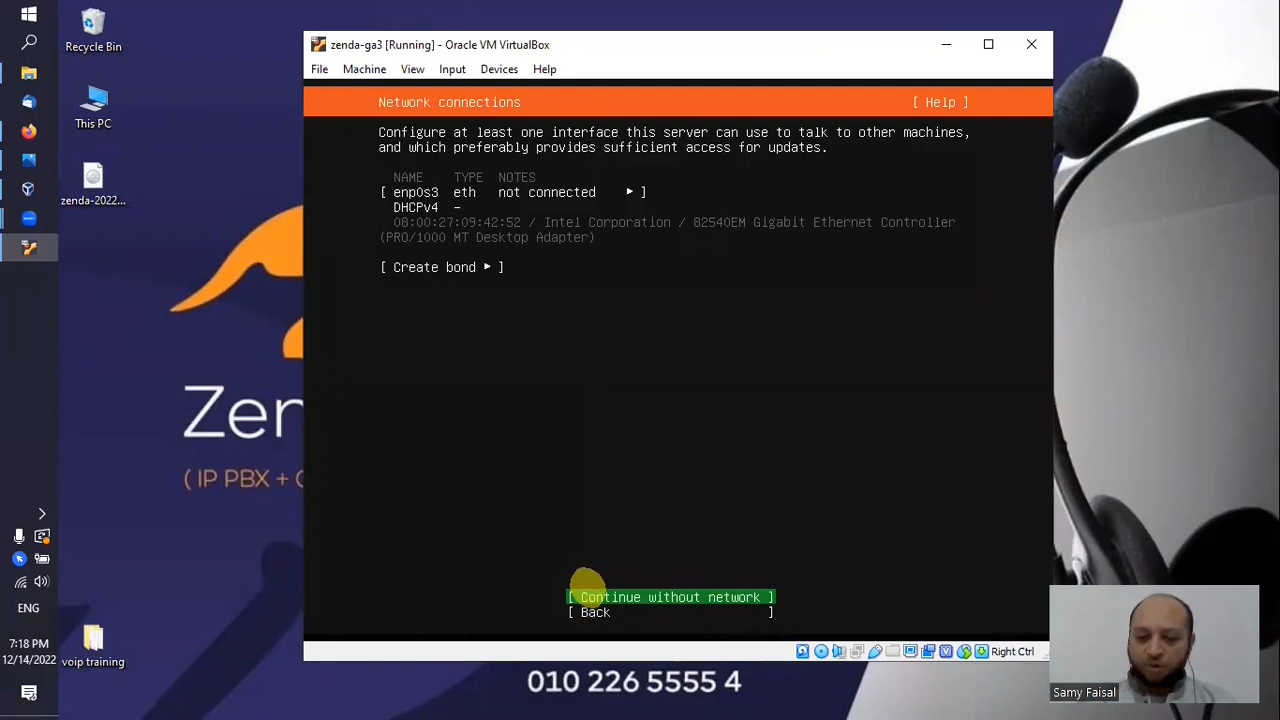 Recycle Bin
This PC
zenda-2022...
Zen
( IP PBX + C
010 226 5555 4
zenda-ga3 [Running] - Oracle VM VirtualBox
File Machine View Input Devices Help
Network connections [ Help ]
Configure at least one interface this server can use to talk to other machines,
and which preferably provides sufficient access for updates.
NAME TYPE NOTES
[ enp0s3 eth not connected ▸ ]
DHCPv4 –
08:00:27:09:42:52 / Intel Corporation / 82540EM Gigabit Ethernet Controller
(PRO/1000 MT Desktop Adapter)
[ Create bond ▸ ]
[ Continue without network ]
[ Back ]
Right Ctrl
Samy Faisal
ENG
7:18 PM
12/14/2022
voip training